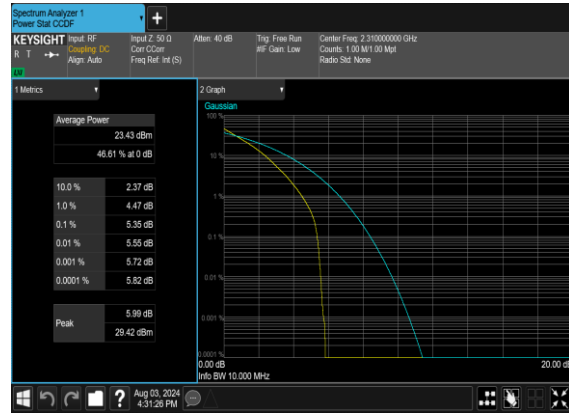 Spectrum Analyzer 1
Power Stat CCDF
+
KEYSIGHT
R T
LXI
Input: RF
Coupling: DC
Align: Auto
Input Z: 50 Ω
Corr CCorr
Freq Ref: Int (S)
Atten: 40 dB
Trig: Free Run
#IF Gain: Low
Center Freq: 2.310000000 GHz
Counts: 1.00 M/1.00 Mpt
Radio Std: None
1 Metrics
Average Power
23.43 dBm
46.61 % at 0 dB
10.0 % 2.37 dB
1.0 % 4.47 dB
0.1 % 5.35 dB
0.01 % 5.55 dB
0.001 % 5.72 dB
0.0001 % 5.82 dB
Peak
5.99 dB
29.42 dBm
2 Graph
Gaussian
100 %
10 %
1 %
0.1 %
0.01 %
0.001 %
0.0001 %
0.00 dB
20.00 dB
Info BW 10.000 MHz
?
Aug 03, 2024
4:31:26 PM